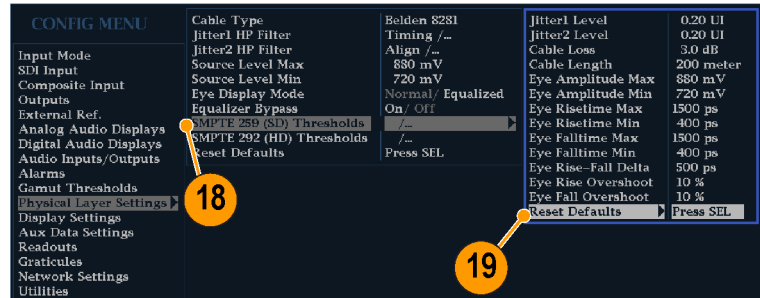 CONFIG MENU
Input Mode
SDI Input
Composite Input
Outputs
External Ref.
Analog Audio Displays
Digital Audio Displays
Audio Inputs/Outputs
Alarms
Gamut Thresholds
Physical Layer Settings
Display Settings
Aux Data Settings
Readouts
Graticules
Network Settings
Utilities
Cable Type Belden 8281
Jitter1 HP Filter Timing /...
Jitter2 HP Filter Align /...
Source Level Max 880 mV
Source Level Min 720 mV
Eye Display Mode Normal/ Equalized
Equalizer Bypass On/ Off
SMPTE 259 (SD) Thresholds /...
SMPTE 292 (HD) Thresholds /...
Reset Defaults Press SEL
18
Jitter1 Level 0.20 UI
Jitter2 Level 0.20 UI
Cable Loss 3.0 dB
Cable Length 200 meter
Eye Amplitude Max 880 mV
Eye Amplitude Min 720 mV
Eye Risetime Max 1500 ps
Eye Risetime Min 400 ps
Eye Falltime Max 1500 ps
Eye Falltime Min 400 ps
Eye Rise-Fall Delta 500 ps
Eye Rise Overshoot 10 %
Eye Fall Overshoot 10 %
Reset Defaults Press SEL
19